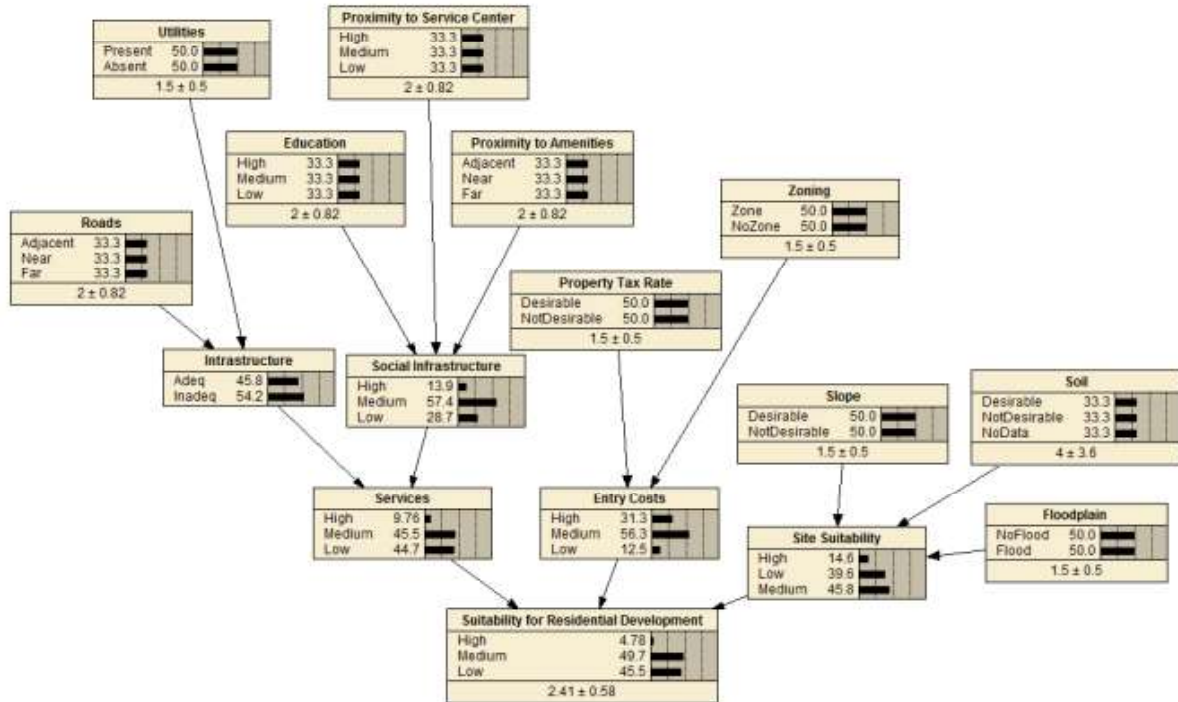 Proximity to Service Center
High 33.3
Medium 33.3
Low 33.3
2 ± 0.82
Utilities
Present 50.0
Absent 50.0
1.5 ± 0.5
Education
High 33.3
Medium 33.3
Low 33.3
2 ± 0.82
Proximity to Amenities
Adjacent 33.3
Near 33.3
Far 33.3
2 ± 0.82
Zoning
Zone 50.0
NoZone 50.0
1.5 ± 0.5
Roads
Adjacent 33.3
Near 33.3
Far 33.3
2 ± 0.82
Property Tax Rate
Desirable 50.0
NotDesirable 50.0
1.5 ± 0.5
Intrastructure
Adeq 45.8
Inadeq 54.2
Social Infrastructure
High 13.9
Medium 57.4
Low 28.7
Slope
Desirable 50.0
NotDesirable 50.0
1.5 ± 0.5
Soil
Desirable 33.3
NotDesirable 33.3
NoData 33.3
4 ± 3.6
Services
High 9.76
Medium 45.5
Low 44.7
Entry Costs
High 31.3
Medium 56.3
Low 12.5
Floodplain
NoFlood 50.0
Flood 50.0
1.5 ± 0.5
Site Suitability
High 14.6
Low 39.6
Medium 45.8
Suitability for Residential Development
High 4.78
Medium 49.7
Low 45.5
2.41 ± 0.58